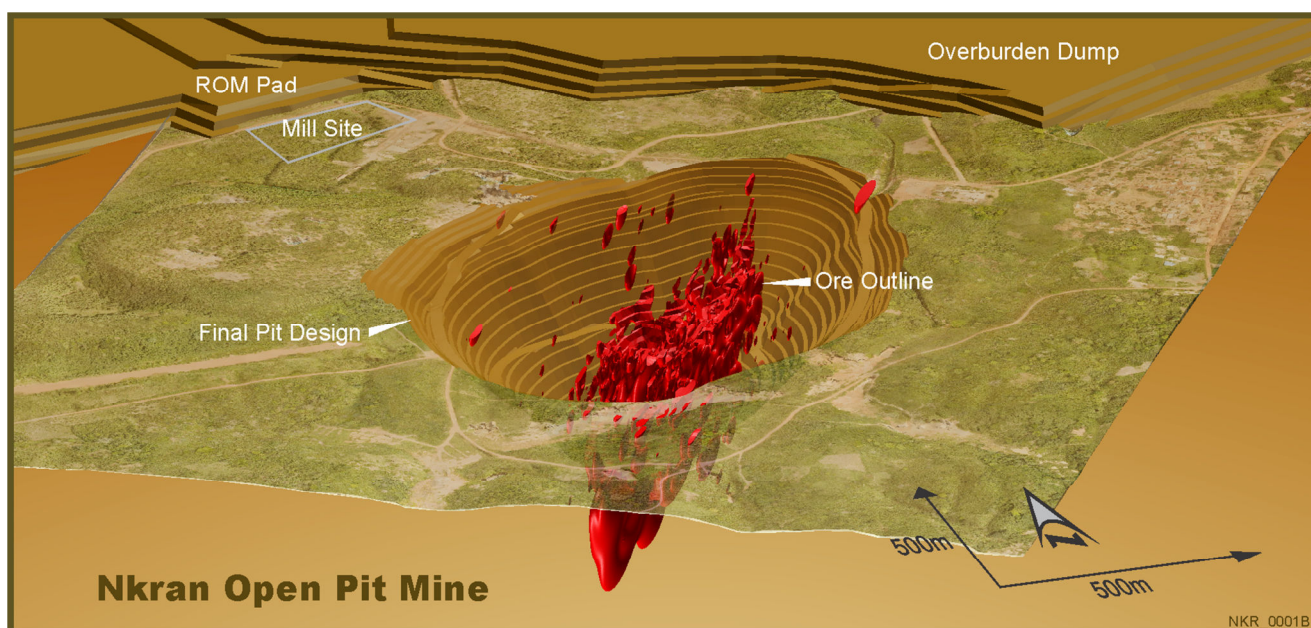 Overburden Dump
ROM Pad
Mill Site
Ore Outline
Final Pit Design
500m
N
500m
Nkran Open Pit Mine
NKR_0001B